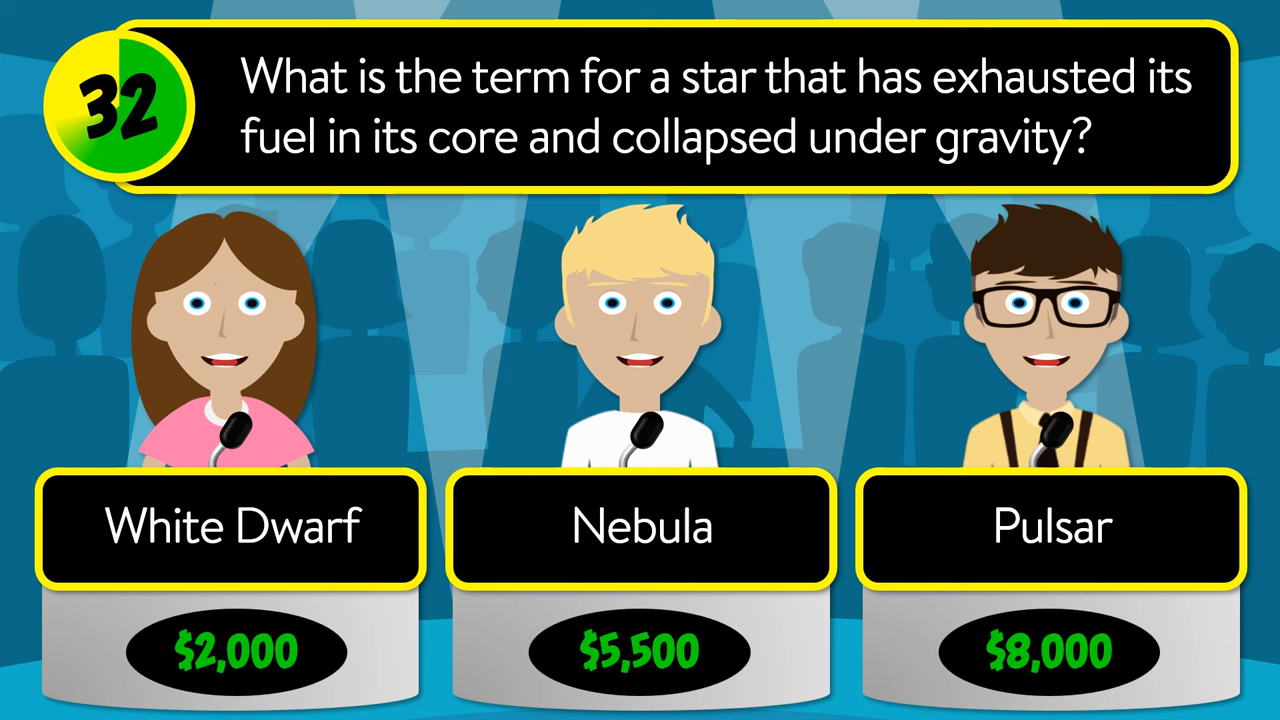 32
What is the term for a star that has exhausted its
fuel in its core and collapsed under gravity?
White Dwarf
Nebula
Pulsar
$2,000
$5,500
$8,000